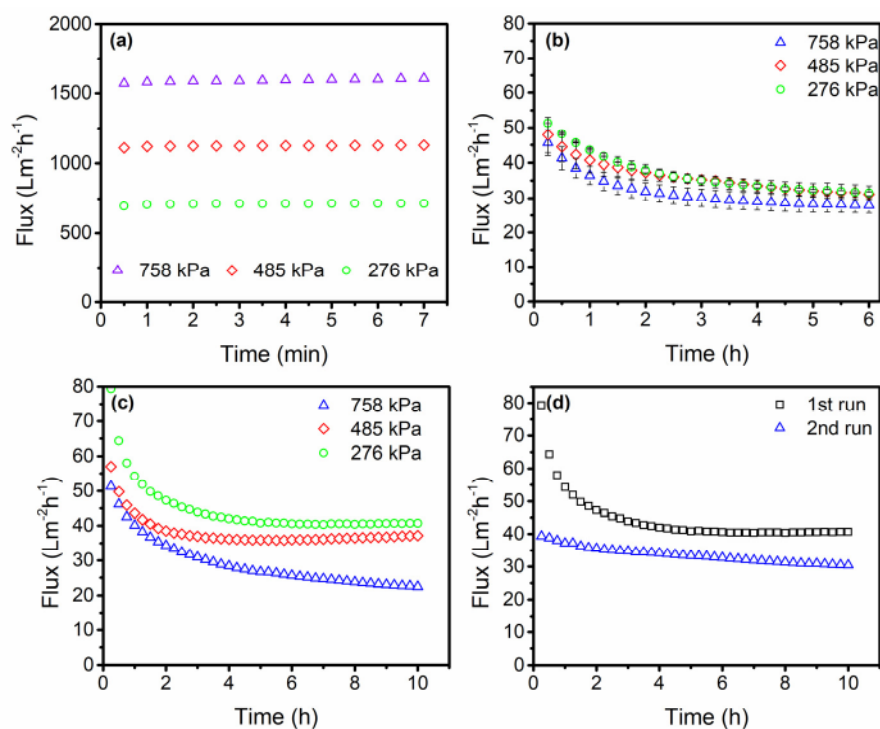 (a)
2000
1500
1000
500
0
Flux (Lm⁻²h⁻¹)
△ 758 kPa ◇ 485 kPa ○ 276 kPa
0 1 2 3 4 5 6 7
Time (min)
(b)
80
70
60
50
40
30
20
10
0
Flux (Lm⁻²h⁻¹)
△ 758 kPa
◇ 485 kPa
○ 276 kPa
0 1 2 3 4 5 6
Time (h)
(c)
80
70
60
50
40
30
20
10
0
Flux (Lm⁻²h⁻¹)
△ 758 kPa
◇ 485 kPa
○ 276 kPa
0 2 4 6 8 10
Time (h)
(d)
80
70
60
50
40
30
20
10
0
Flux (Lm⁻²h⁻¹)
□ 1st run
△ 2nd run
0 2 4 6 8 10
Time (h)